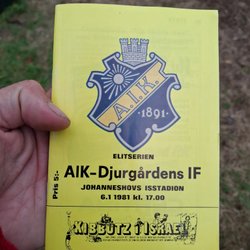 A.I.K.
1891
ELITSERIEN
AIK-Djurgårdens IF
JOHANNESHOVS ISSTADION
6.1 1981 kl. 17.00
Pris 5:-
KIBBUTZ I ISRAEL